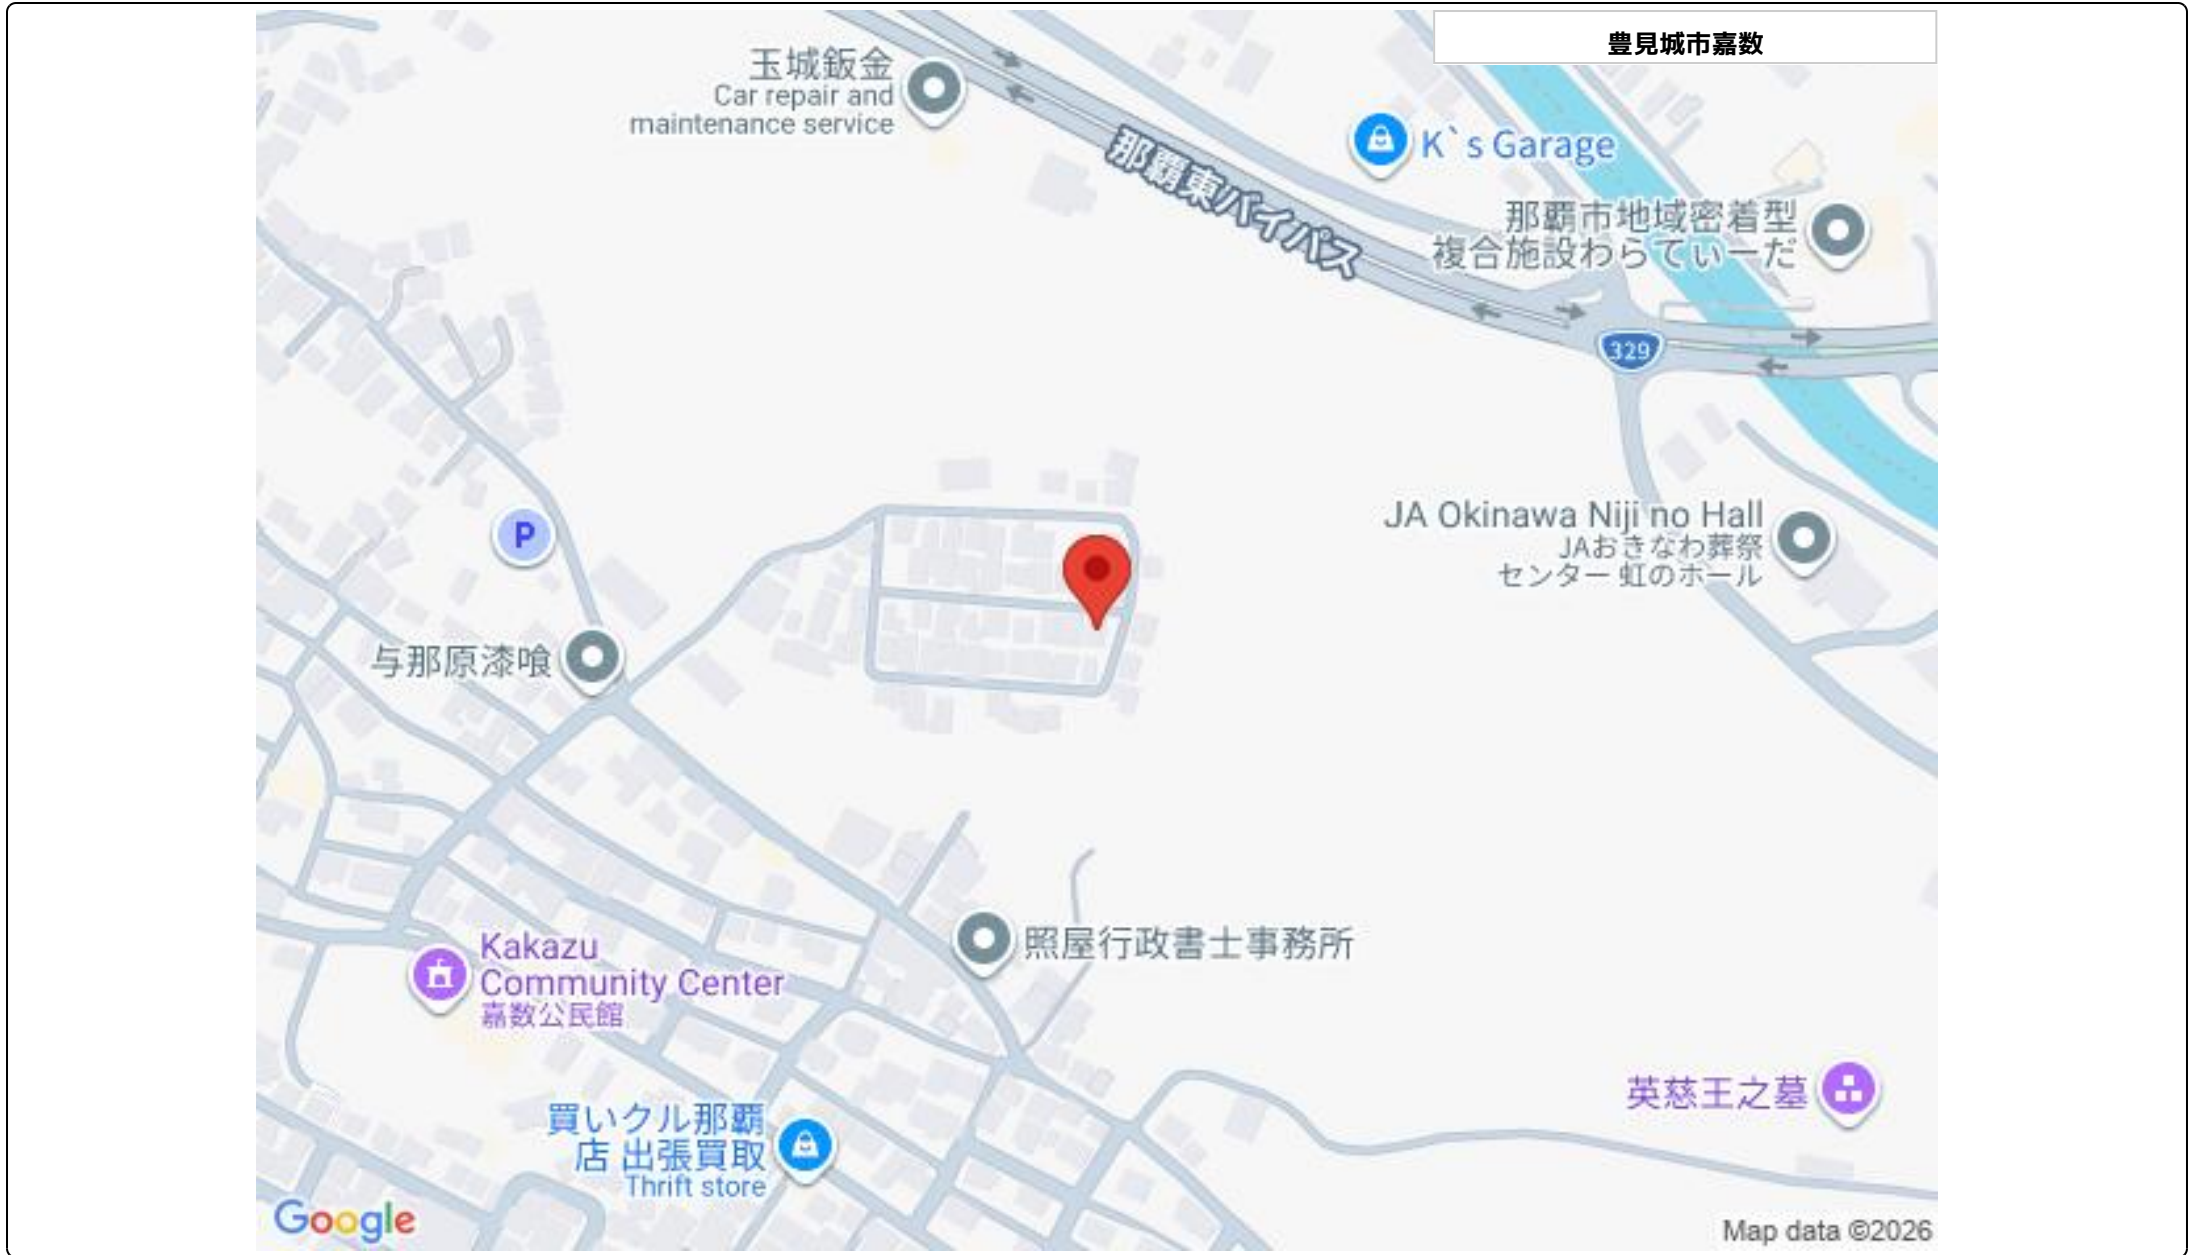 豊見城市嘉数
玉城鈑金
Car repair and
maintenance service
那覇東バイパス
K`s Garage
那覇市地域密着型
複合施設わらてぃーだ
329
P
JA Okinawa Niji no Hall
JAおきなわ葬祭
センター 虹のホール
与那原漆喰
照屋行政書士事務所
Kakazu
Community Center
嘉数公民館
英慈王之墓
買いクル那覇
店 出張買取
Thrift store
Google
Map data ©2026